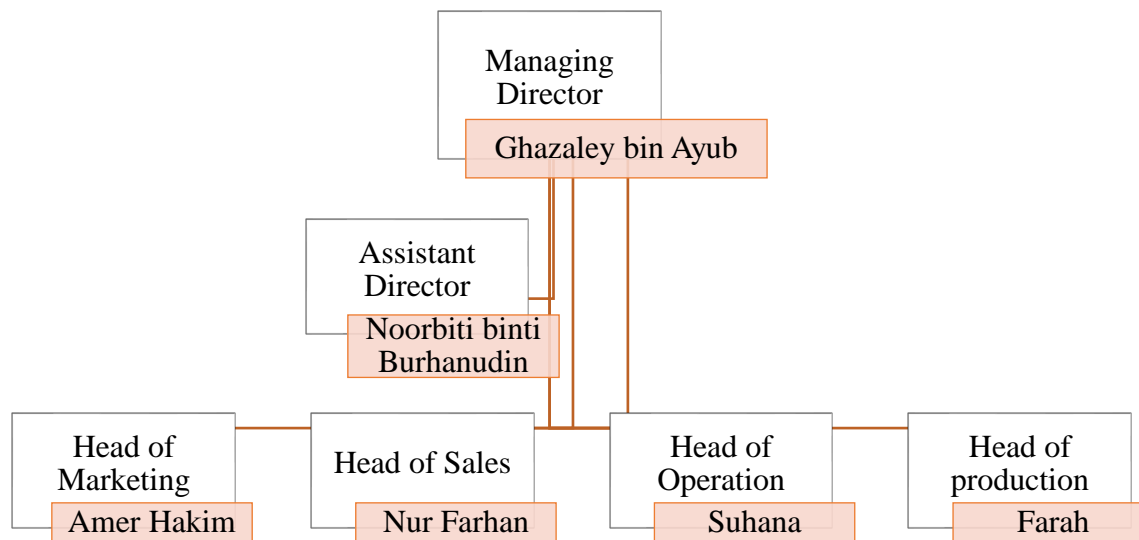 Managing
Director
Ghazaley bin Ayub
Assistant
Director
Noorbiti binti
Burhanudin
Head of
Marketing
Amer Hakim
Head of Sales
Nur Farhan
Head of
Operation
Suhana
Head of
production
Farah